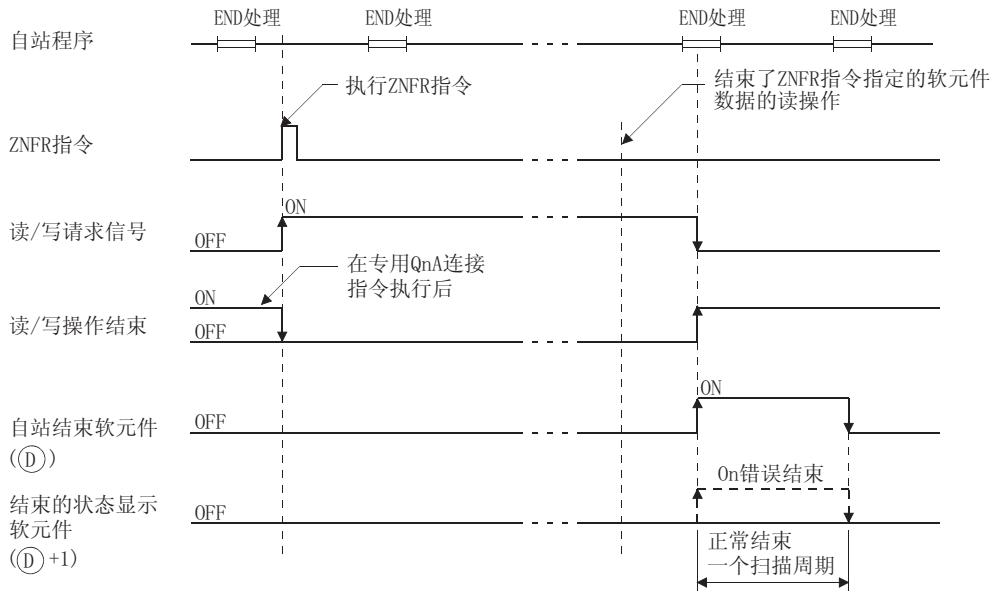 END处理 END处理 END处理 END处理
自站程序
执行ZNFR指令
结束了ZNFR指令指定的软元件
数据的读操作
ZNFR指令
ON
读/写请求信号
OFF
在专用QnA连接
指令执行后
ON
读/写操作结束
OFF
ON
自站结束软元件
OFF
(Ⓓ)
On错误结束
结束的状态显示
OFF
软元件
(Ⓓ+1)
正常结束
一个扫描周期